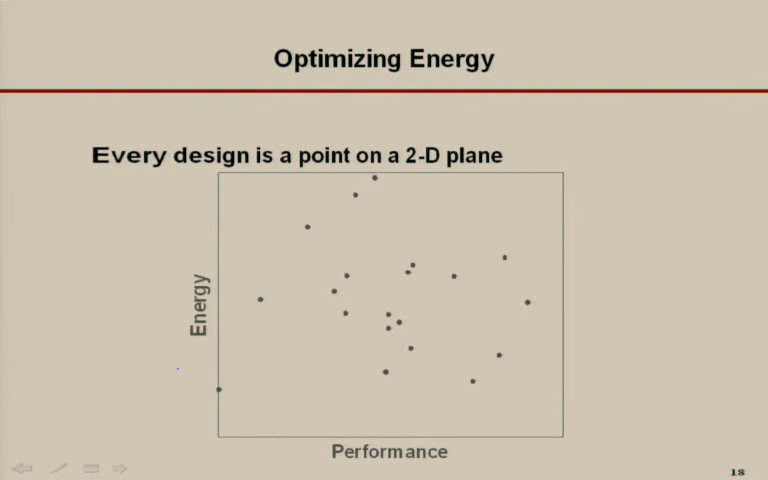 Optimizing Energy
Every design is a point on a 2-D plane
Energy
Performance
18